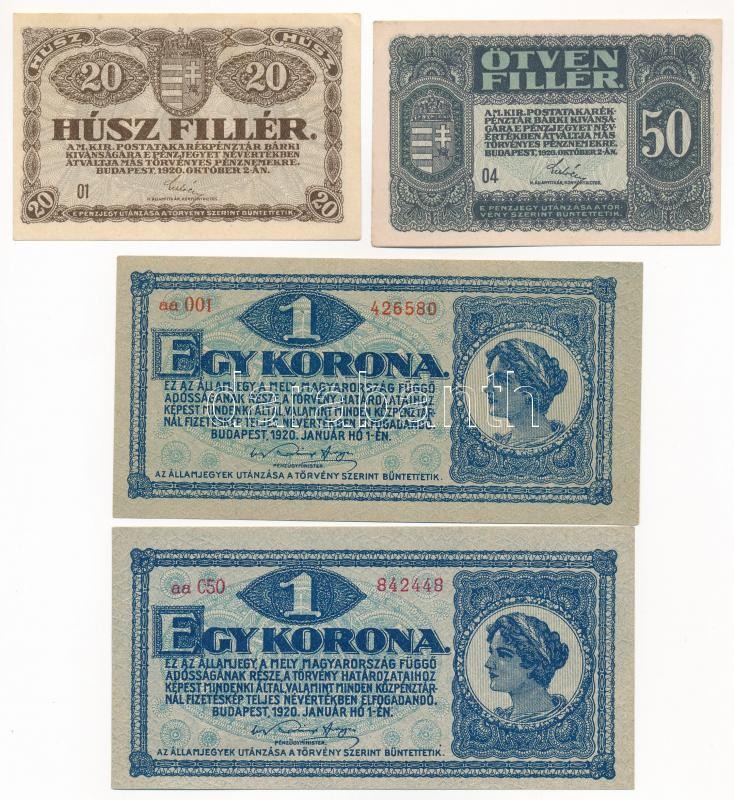 HÚSZ HÚSZ
20 20
HÚSZ FILLÉR.
A M. KIR. POSTATAKARÉKPÉNZTÁR BÁRKI
KIVÁNSÁGÁRA E PÉNZJEGYET NÉVÉRTÉKBEN
ÁTVÁLTJA MÁS TÖRVÉNYES PÉNZNEMEKRE.
BUDAPEST, 1920. OKTÓBER 2-ÁN.
01
M. ÁLLAMTITKÁR, KORMÁNYBIZTOS.
20 20
E PÉNZJEGY UTÁNZÁSA A TÖRVÉNY SZERINT BÜNTETTETIK.
ÖTVEN
FILLÉR.
A M. KIR. POSTATAKARÉK-
PÉNZTÁR BÁRKI KIVÁNSÁ-
GÁRA E PÉNZJEGYET NÉV-
ÉRTÉKBEN ÁTVÁLTJA MÁS
TÖRVÉNYES PÉNZNEMEKRE.
BUDAPEST, 1920. OKTÓBER 2-ÁN.
50
04
M. ÁLLAMTITKÁR, KORMÁNYBIZTOS.
E PÉNZJEGY UTÁNZÁSA A TÖR-
VÉNY SZERINT BÜNTETTETIK.
aa 001 1 426580
EGY KORONA.
EZ AZ ÁLLAMJEGY, A MELY MAGYARORSZÁG FÜGGŐ
ADÓSSÁGÁNAK RÉSZE, A TÖRVÉNY HATÁROZATAIHOZ
KÉPEST MINDENKI ÁLTAL, VALAMINT MINDEN KÖZPÉNZTÁR-
NÁL FIZETÉSKÉP TELJES NÉVÉRTÉKBEN ELFOGADANDÓ.
BUDAPEST, 1920. JANUÁR HÓ 1-ÉN.
PÉNZÜGYMINISTER.
AZ ÁLLAMJEGYEK UTÁNZÁSA A TÖRVÉNY SZERINT BÜNTETTETIK.
aa 050 1 842448
EGY KORONA.
EZ AZ ÁLLAMJEGY, A MELY MAGYARORSZÁG FÜGGŐ
ADÓSSÁGÁNAK RÉSZE, A TÖRVÉNY HATÁROZATAIHOZ
KÉPEST MINDENKI ÁLTAL, VALAMINT MINDEN KÖZPÉNZTÁR-
NÁL FIZETÉSKÉP TELJES NÉVÉRTÉKBEN ELFOGADANDÓ.
BUDAPEST, 1920. JANUÁR HÓ 1-ÉN.
PÉNZÜGYMINISTER.
AZ ÁLLAMJEGYEK UTÁNZÁSA A TÖRVÉNY SZERINT BÜNTETTETIK.